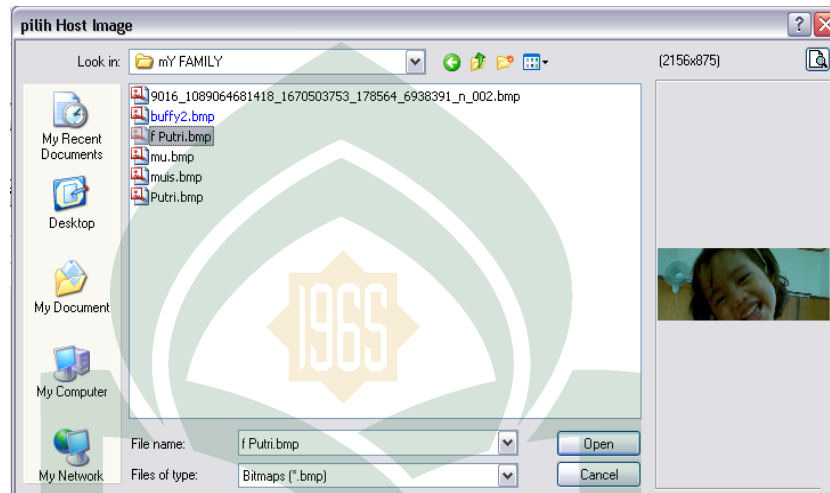 pilih Host Image
Look in: mY FAMILY
(2156x875)
My Recent Documents
Desktop
My Document
My Computer
My Network
9016_1089064681418_1670503753_178564_6938391_n_002.bmp
buffy2.bmp
f Putri.bmp
mu.bmp
muis.bmp
Putri.bmp
1965
File name: f Putri.bmp Open
Files of type: Bitmaps (*.bmp) Cancel